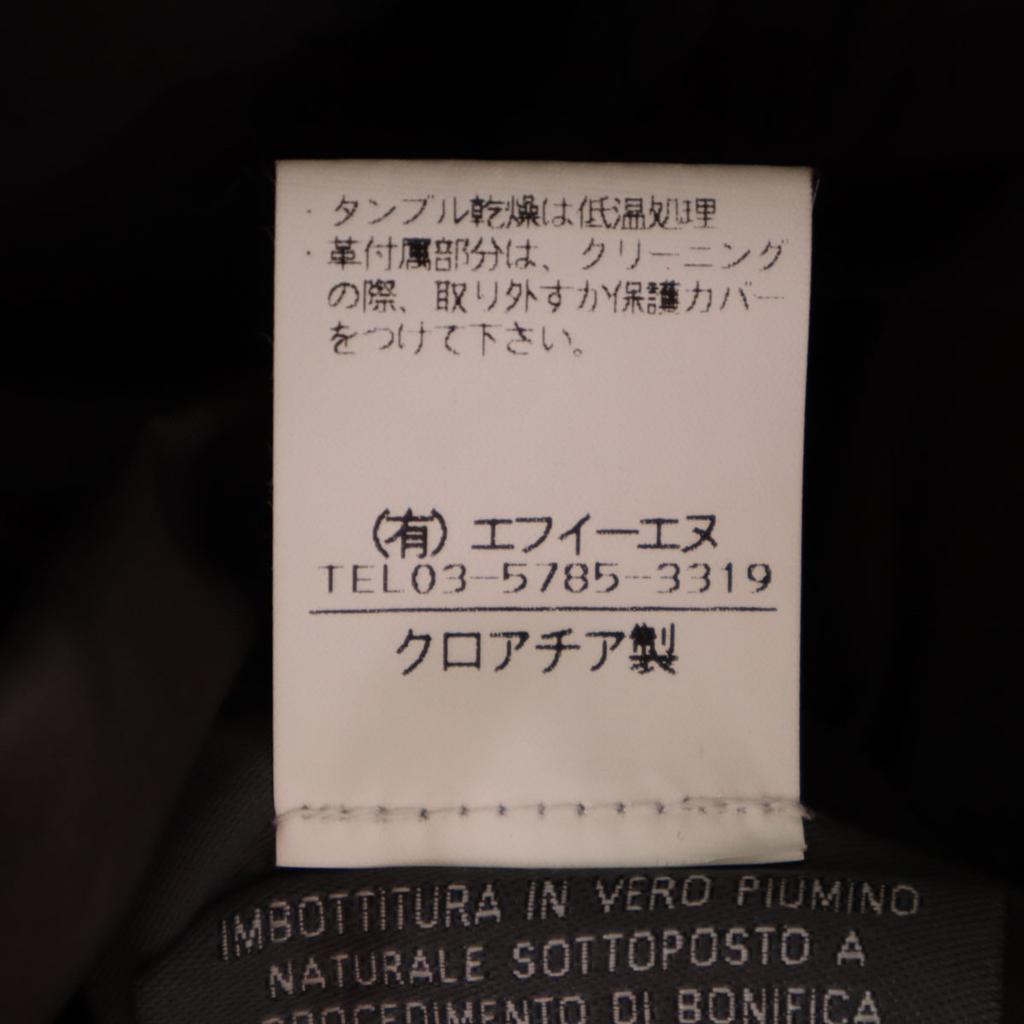 ・タンブル乾燥は低温処理
・革付属部分は、クリーニング
の際、取り外すか保護カバー
をつけて下さい。
(有) エフイーエヌ
TEL03-5785-3319
クロアチア製
IMBOTTITURA IN VERO PIUMINO
NATURALE SOTTOPOSTO A
PROCEDIMENTO DI BONIFICA